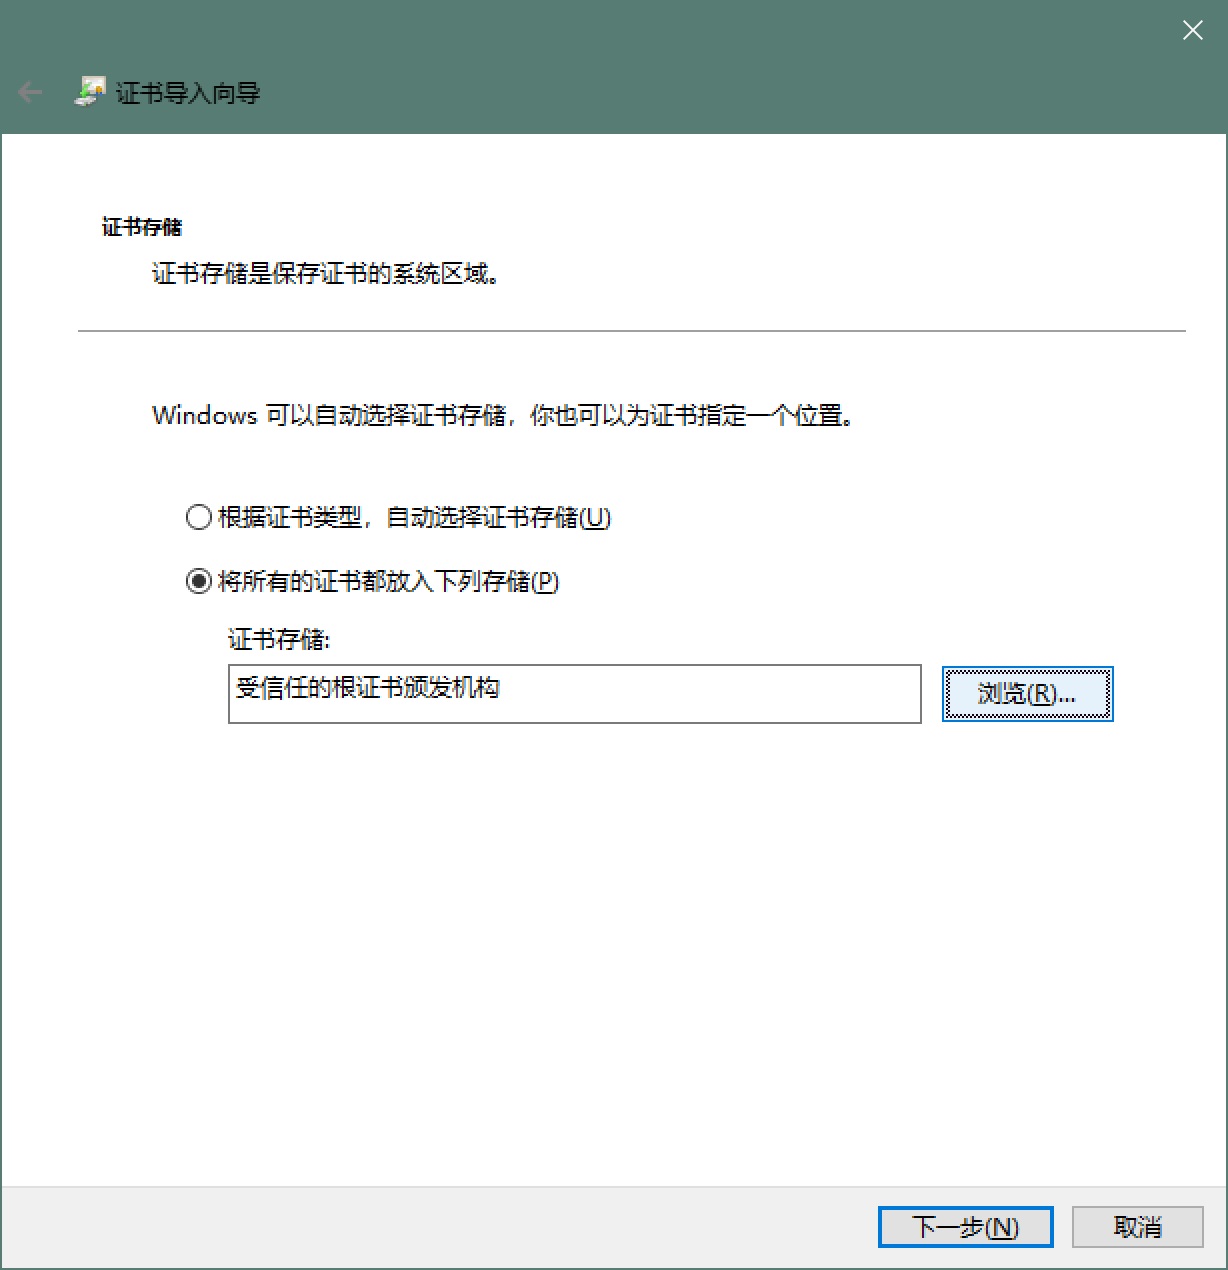 证书导入向导
证书存储
证书存储是保存证书的系统区域。
Windows 可以自动选择证书存储，你也可以为证书指定一个位置。
根据证书类型，自动选择证书存储(U)
将所有的证书都放入下列存储(P)
证书存储:
受信任的根证书颁发机构
浏览(R)...
下一步(N)
取消